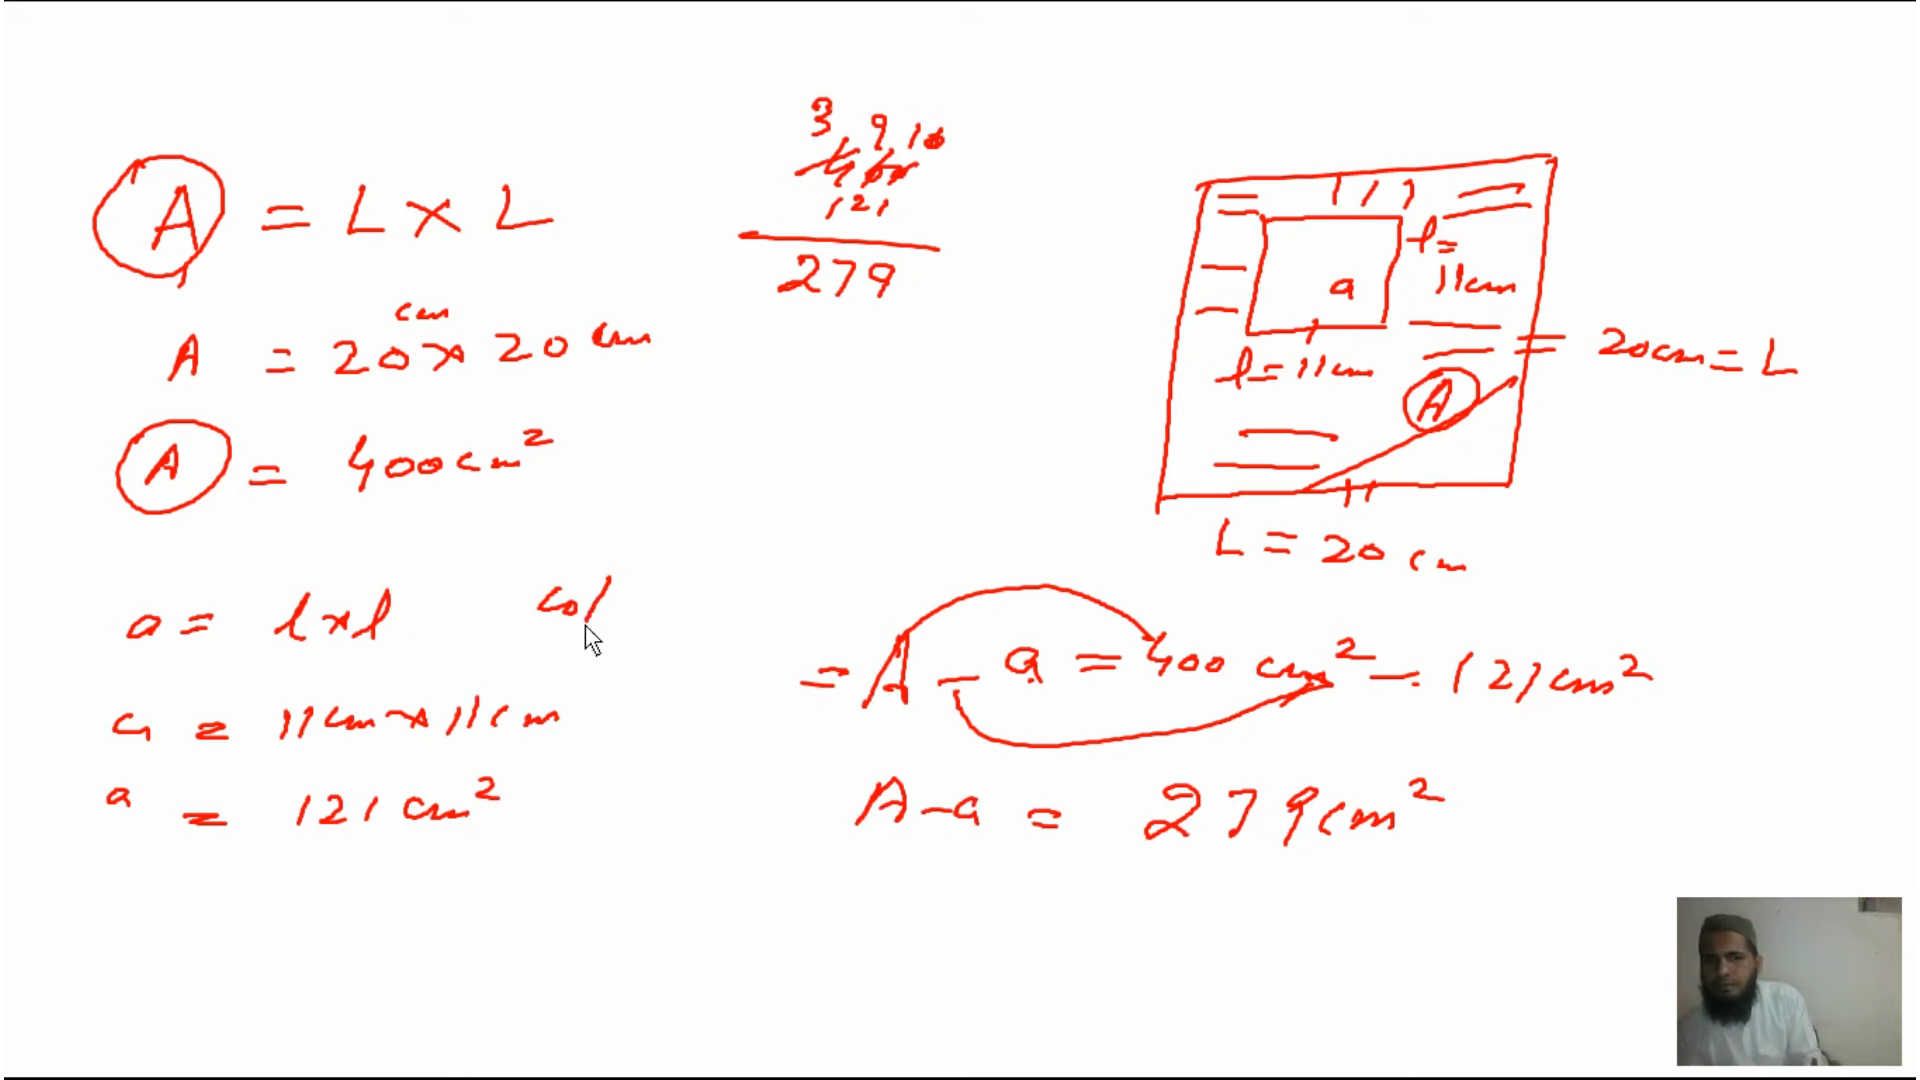 A = L × L
A = 20 cm × 20 cm
A = 400 cm²
a = l × l
a = 11 cm × 11 cm
a = 121 cm²
3 9 10
400
121
279
l =
11 cm
a
l = 11 cm
A
20 cm = L
L = 20 cm
= A - a = 400 cm² - 121 cm²
A - a = 279 cm²